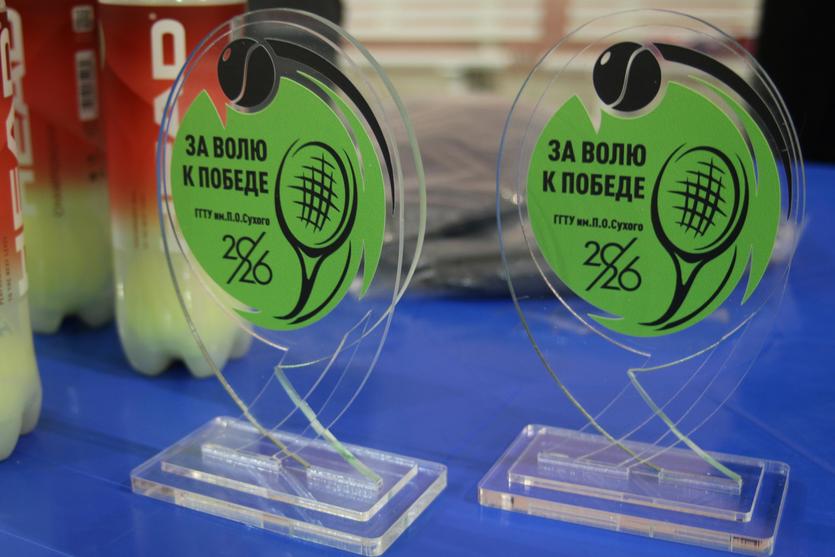 HEAD
HEAD
ЗА ВОЛЮ
К ПОБЕДЕ
ГГТУ им.П.О.Сухого
2026
ЗА ВОЛЮ
К ПОБЕДЕ
ГГТУ им.П.О.Сухого
2026